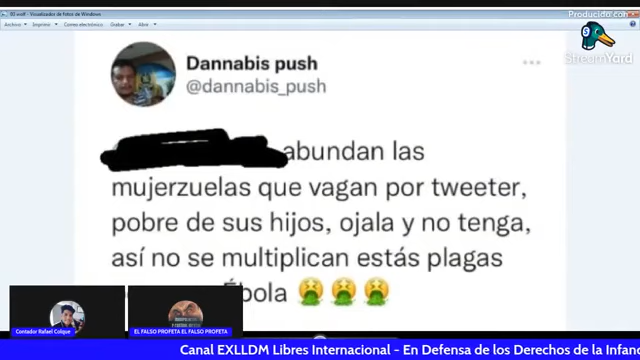 03 wolf - Visualizador de fotos de Windows
Producido con
Archivo Imprimir Correo electrónico Grabar Abrir
StreamYard
Dannabis push
@dannabis_push
abundan las
mujerzuelas que vagan por tweeter,
pobre de sus hijos, ojala y no tenga,
así no se multiplican estás plagas
Ébola
Contador Rafael Colque
EL FALSO PROFETA EL FALSO PROFETA
Canal EXLLDM Libres Internacional - En Defensa de los Derechos de la Infanc